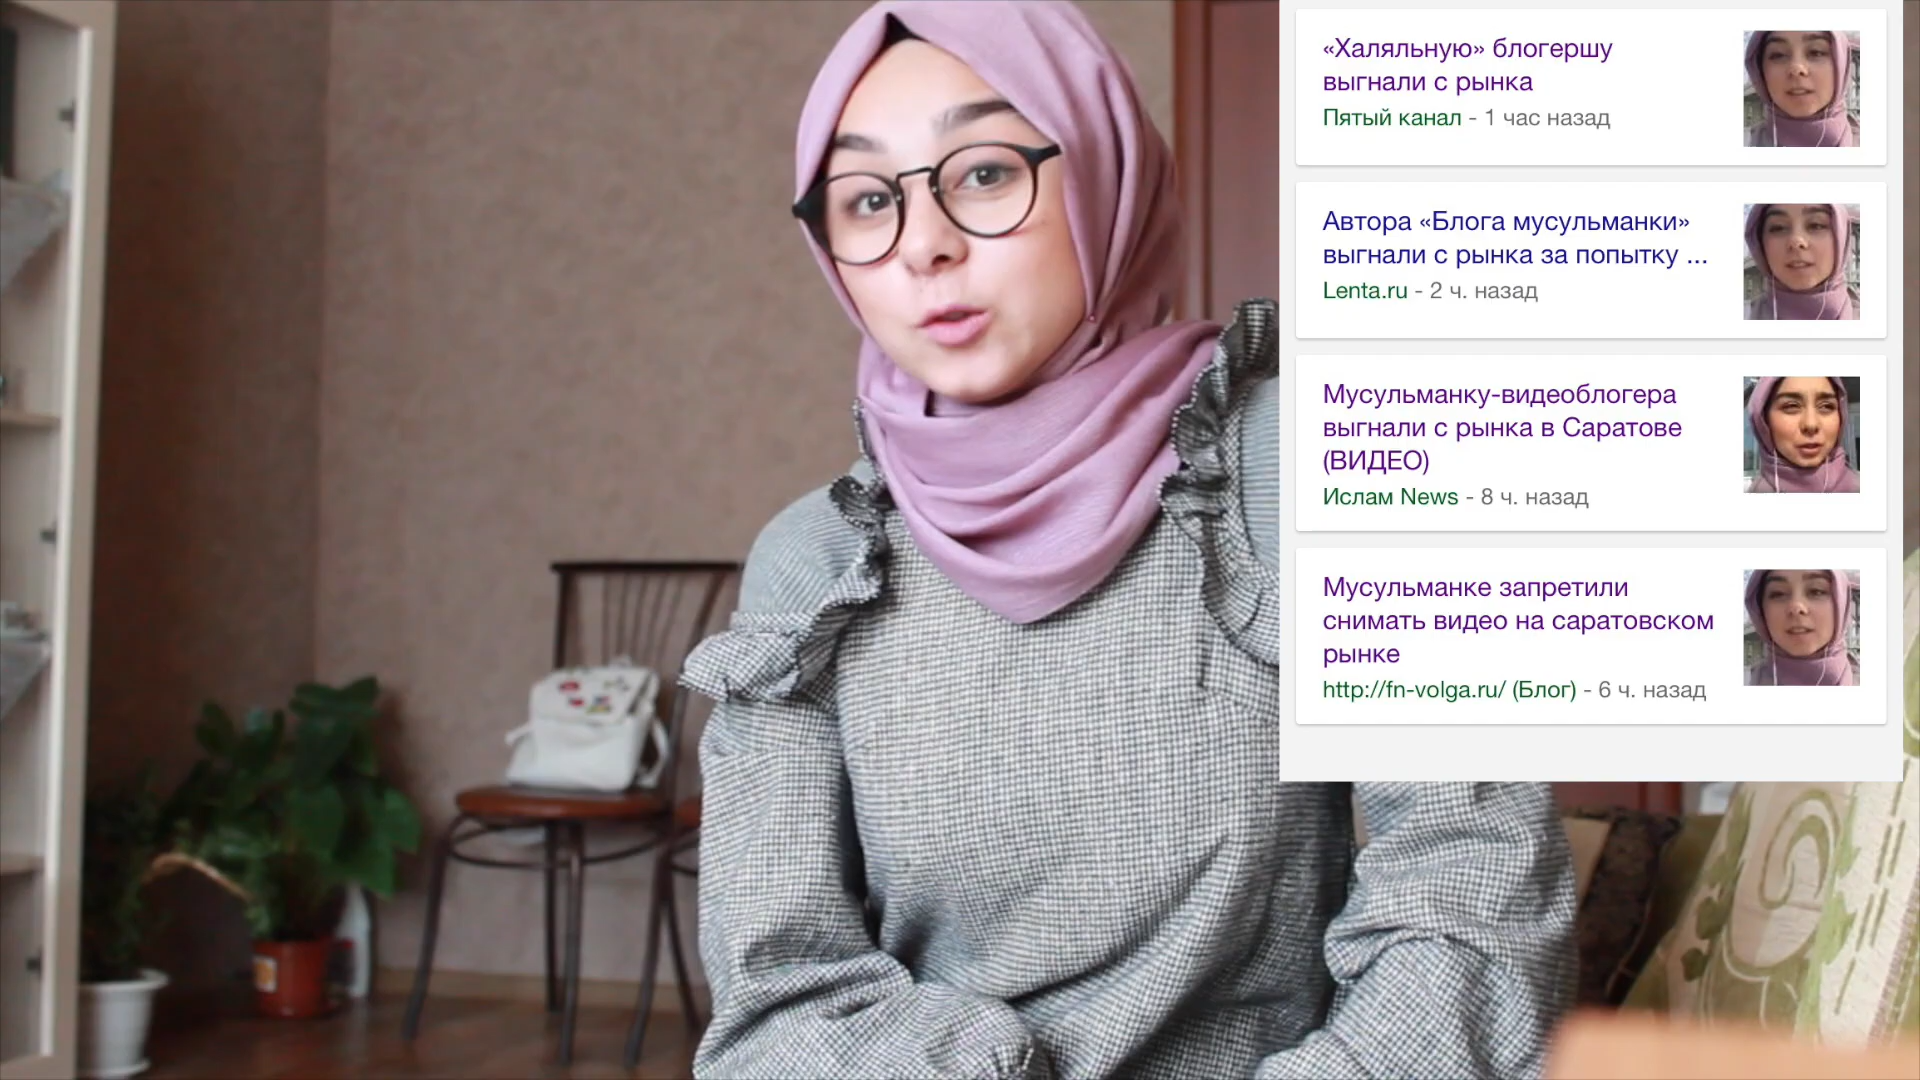 «Халяльную» блогершу
выгнали с рынка
Пятый канал - 1 час назад
Автора «Блога мусульманки»
выгнали с рынка за попытку ...
Lenta.ru - 2 ч. назад
Мусульманку-видеоблогера
выгнали с рынка в Саратове
(ВИДЕО)
Ислам News - 8 ч. назад
Мусульманке запретили
снимать видео на саратовском
рынке
http://fn-volga.ru/ (Блог) - 6 ч. назад